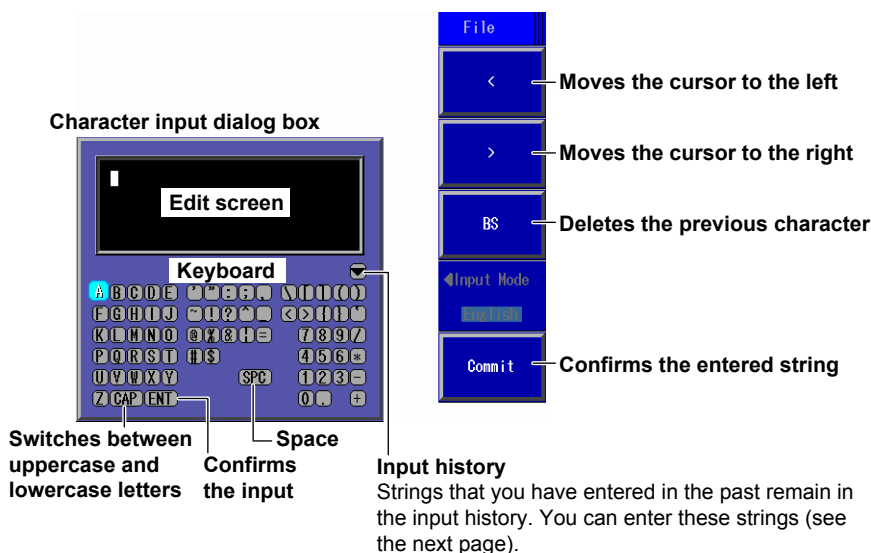 File
<
Moves the cursor to the left
Character input dialog box
>
Moves the cursor to the right
Edit screen
BS
Deletes the previous character
Keyboard
Input Mode
English
A B C D E ' " : ; , \ [ ] ( )
F G H I J ~ ! ? ^ _ < > { }
K L M N O @ % & = 7 8 9 /
P Q R S T # $ 4 5 6 *
U V W X Y SPC 1 2 3 -
Z CAP ENT 0 . +
Commit
Confirms the entered string
Switches between
uppercase and
lowercase letters
Confirms
the input
Space
Input history
Strings that you have entered in the past remain in
the input history. You can enter these strings (see
the next page).